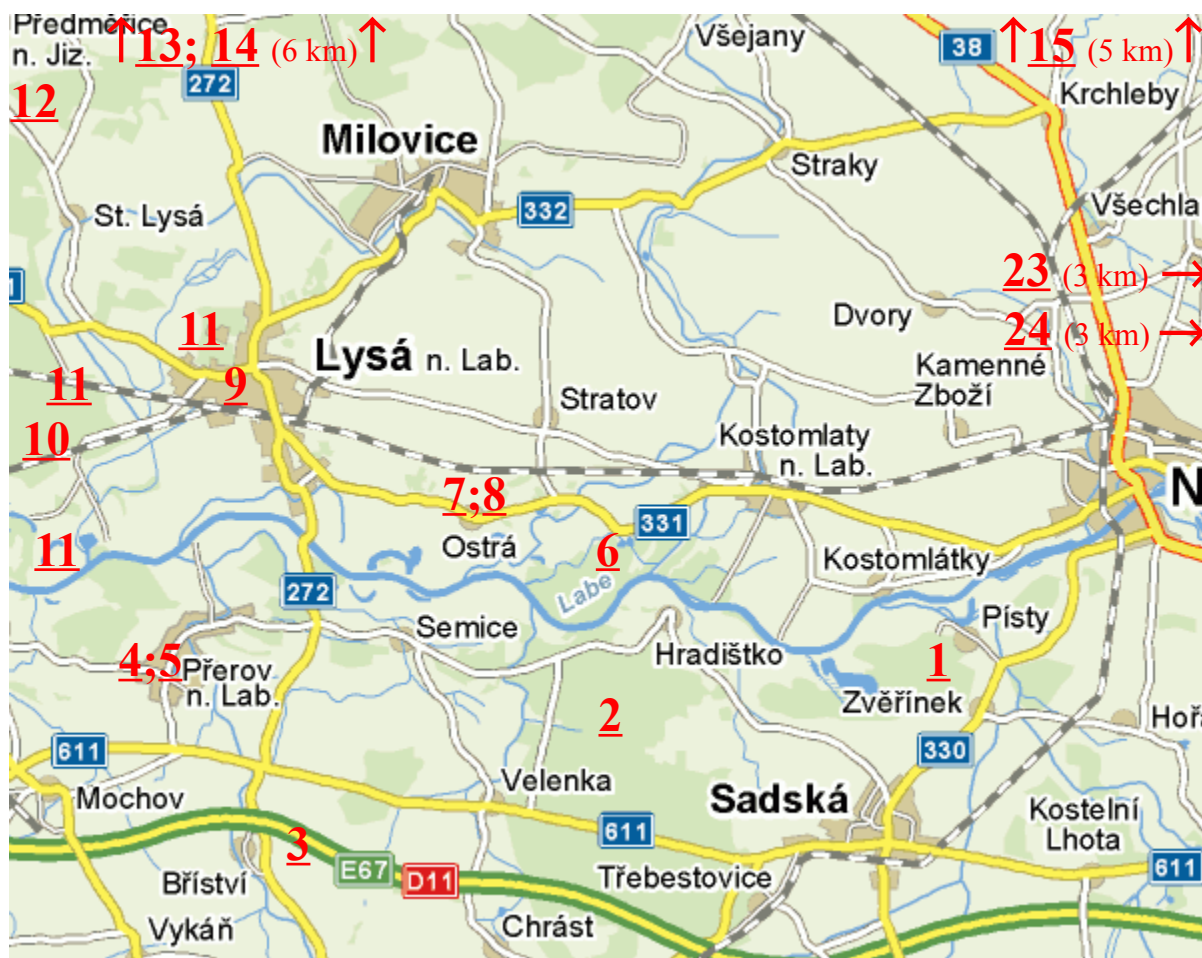 Předměřice
n. Jiz.
↑13; 14 (6 km)↑
Všejany
38
↑15 (5 km)↑
272
12
Krchleby
Milovice
Straky
St. Lysá
332
Všechla
1
23 (3 km) →
Dvory
11
24 (3 km) →
Lysá n. Lab.
Kamenné
Zboží
11
9
Stratov
10
Kostomlaty
n. Lab.
7;8
N
331
11
Ostrá
6
Kostomlátky
Labe
272
Semice
Písty
Hradištko
4;5
Přerov
n. Lab.
1
2
Zvěřínek
Hořa
611
330
Velenka
Mochov
Sadská
Kostelní
Lhota
611
3
E67
D11
Třebestovice
611
Bříství
Vykáň
Chrást